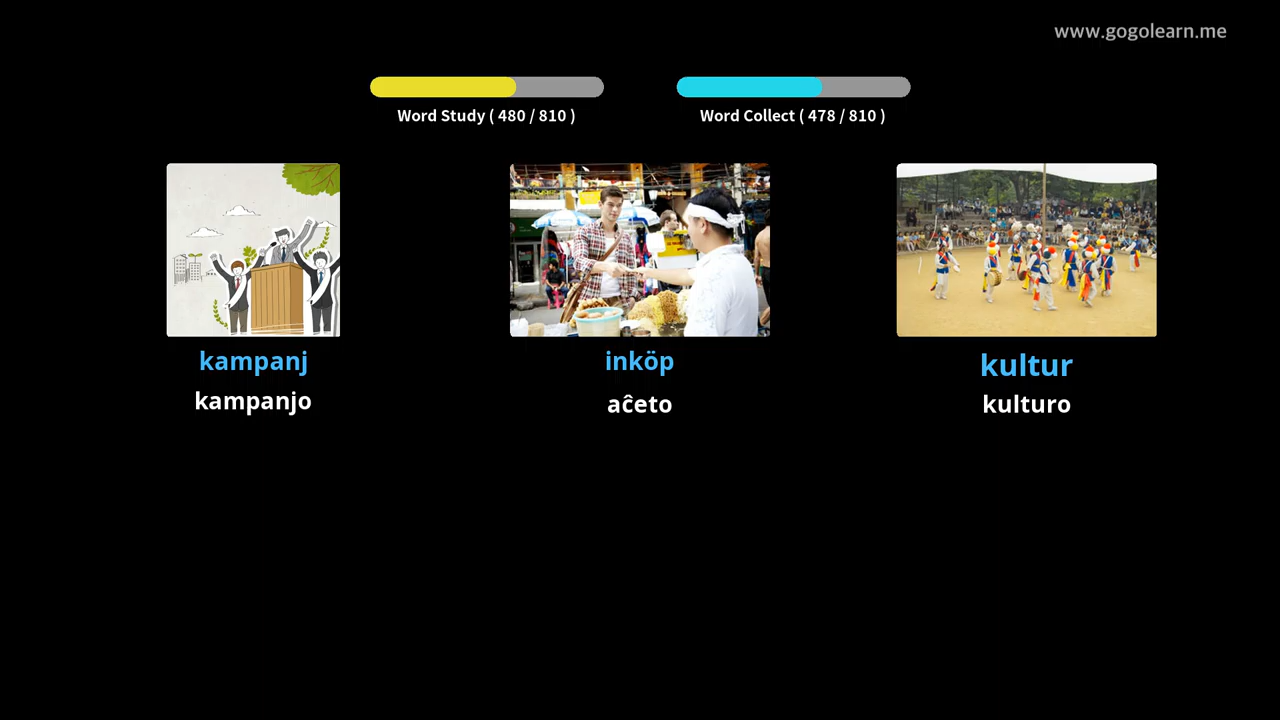 www.gogolearn.me
Word Study ( 480 / 810 )
Word Collect ( 478 / 810 )
kampanj
kampanjo
inköp
aĉeto
kultur
kulturo